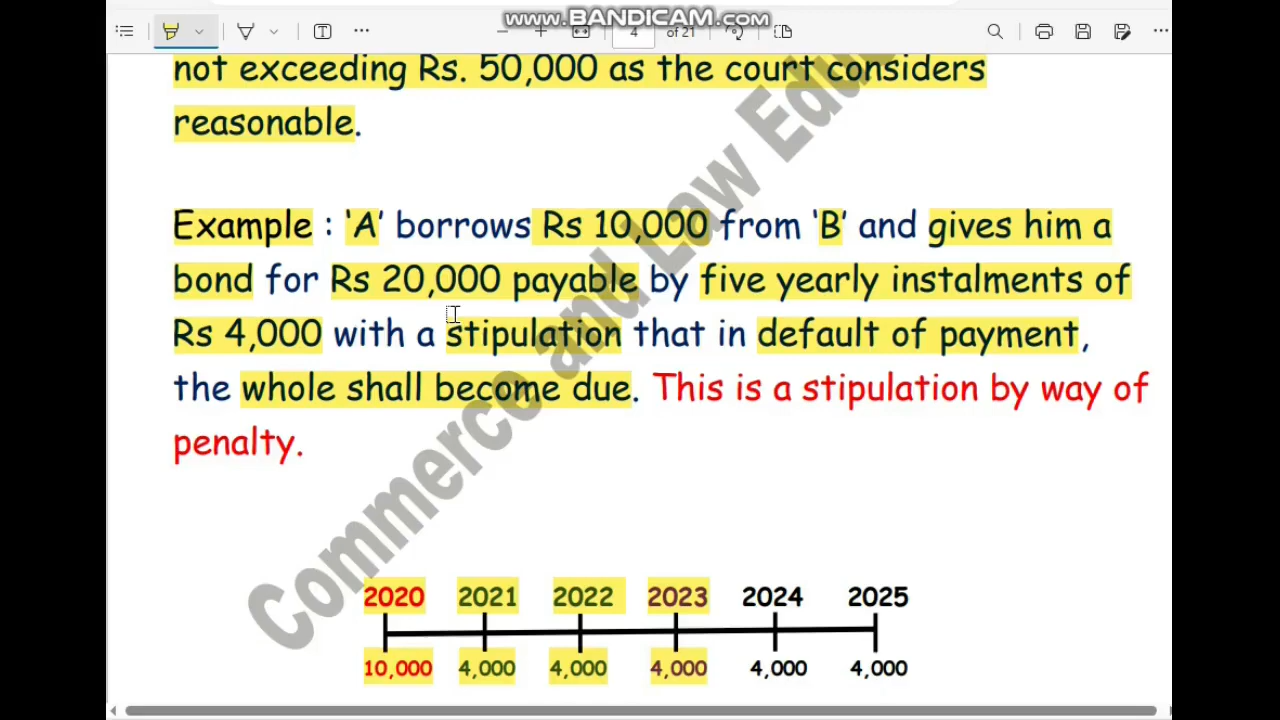 www.BANDICAM.com
4 of 21
not exceeding Rs. 50,000 as the court considers
reasonable.
Example : ‘A’ borrows Rs 10,000 from ‘B’ and gives him a
bond for Rs 20,000 payable by five yearly instalments of
Rs 4,000 with a stipulation that in default of payment,
the whole shall become due. This is a stipulation by way of
penalty.
2020 2021 2022 2023 2024 2025
10,000 4,000 4,000 4,000 4,000 4,000
Commerce and Law Edu